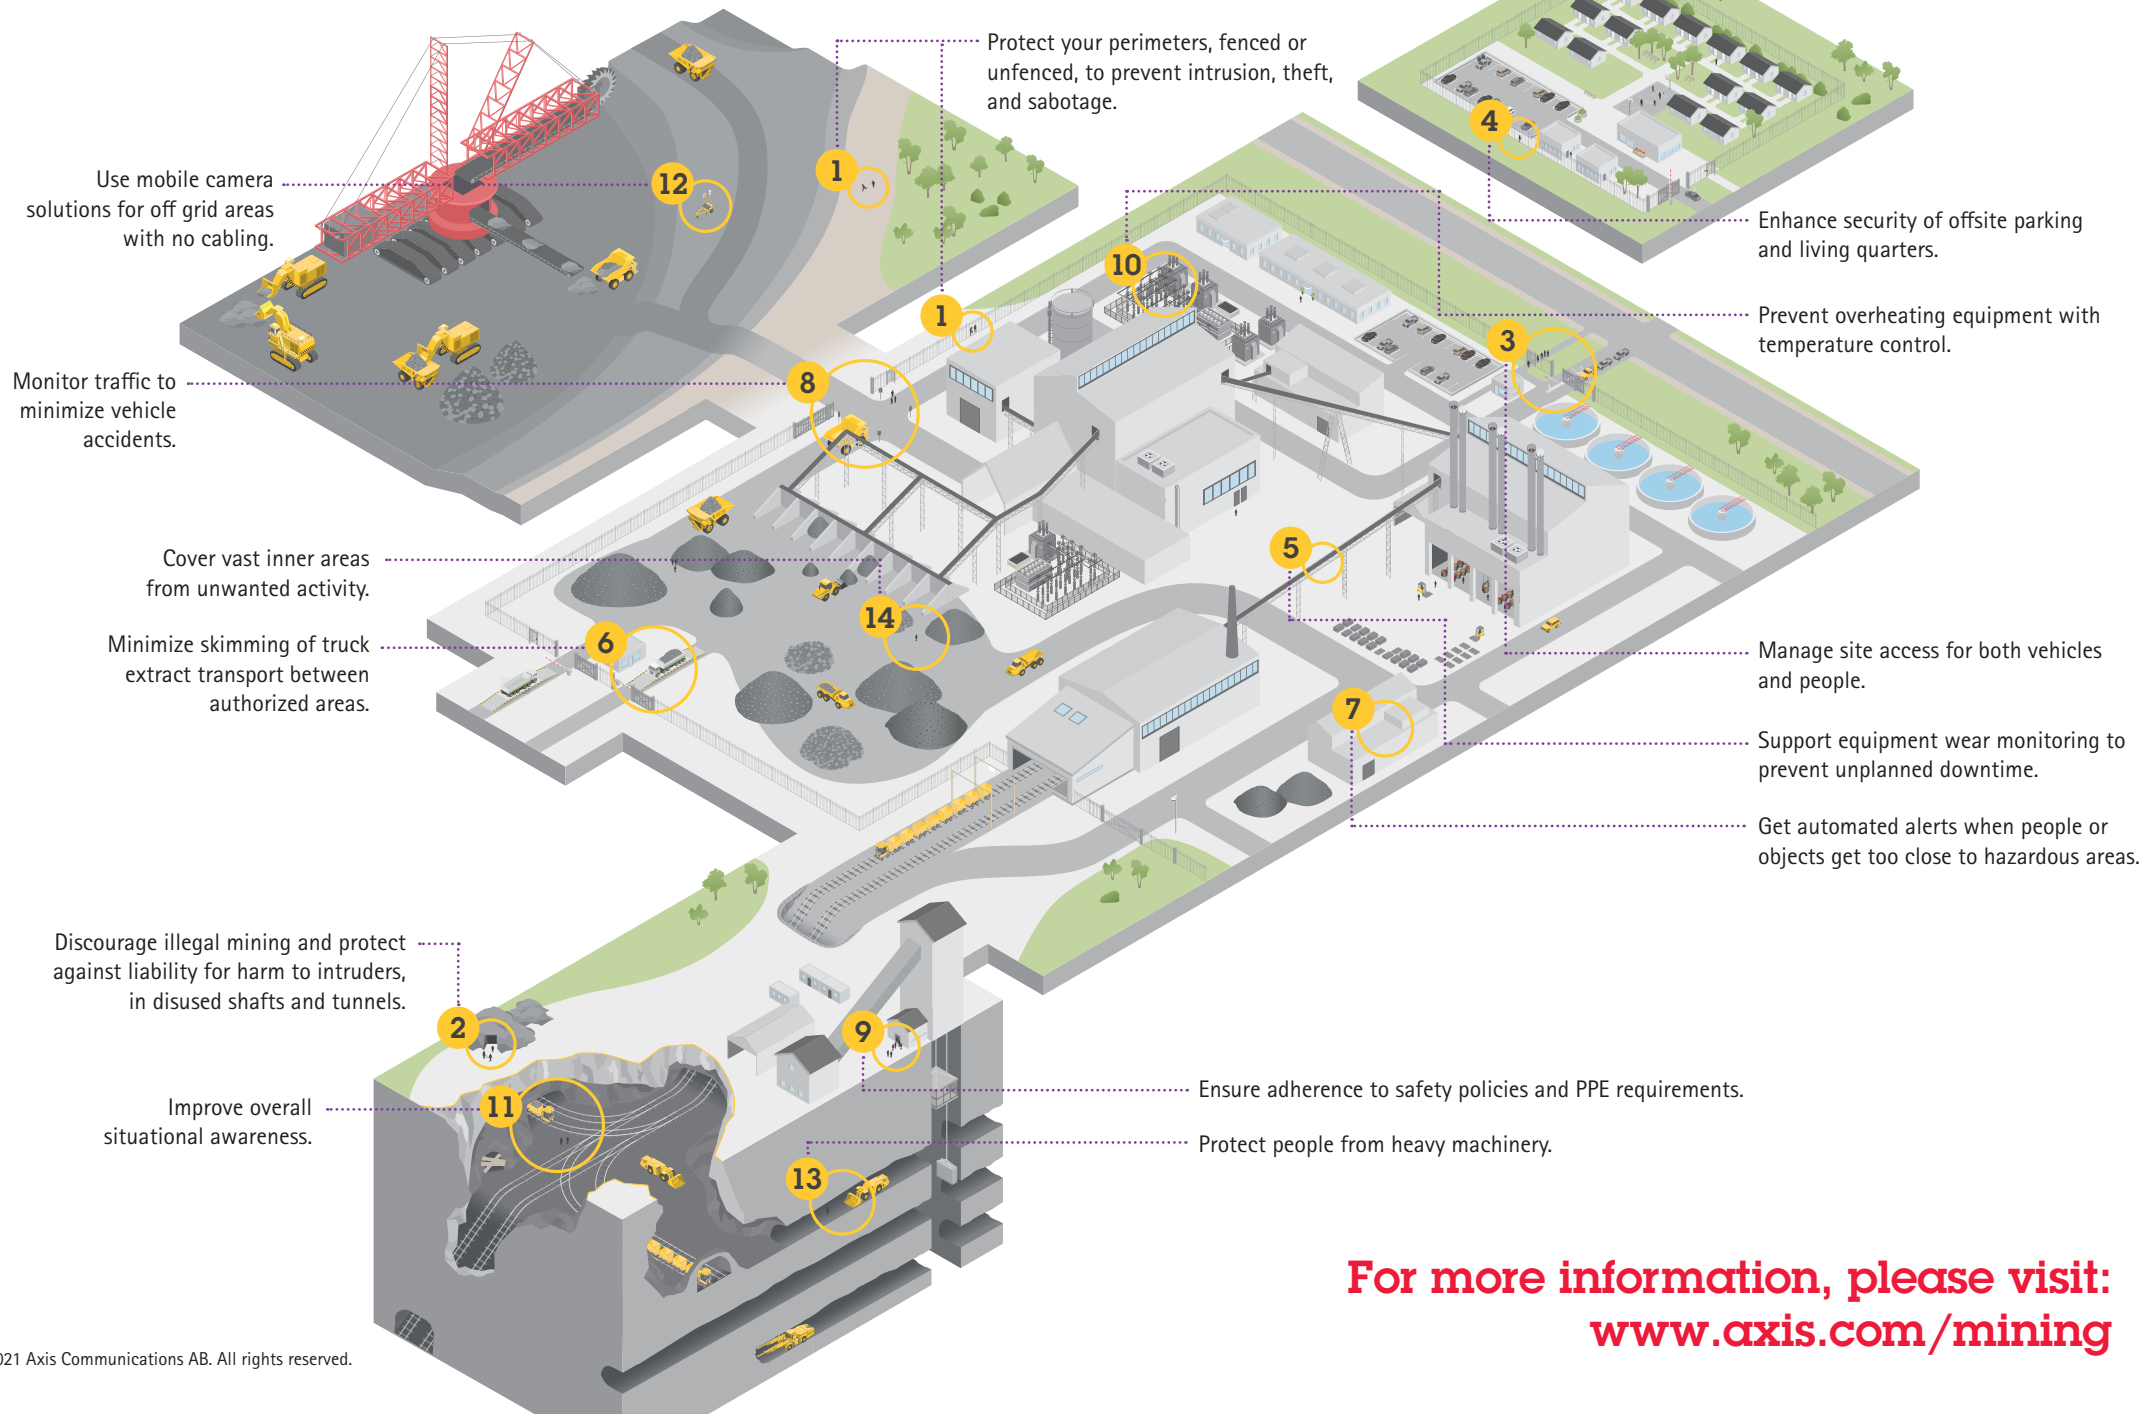 Protect your perimeters, fenced or
unfenced, to prevent intrusion, theft,
and sabotage.
4
Use mobile camera
solutions for off grid areas
with no cabling.
12
1
Enhance security of offsite parking
and living quarters.
10
1
Prevent overheating equipment with
temperature control.
3
Monitor traffic to
minimize vehicle
accidents.
8
Cover vast inner areas
from unwanted activity.
5
14
Minimize skimming of truck
extract transport between
authorized areas.
6
Manage site access for both vehicles
and people.
7
Support equipment wear monitoring to
prevent unplanned downtime.
Get automated alerts when people or
objects get too close to hazardous areas.
Discourage illegal mining and protect
against liability for harm to intruders,
in disused shafts and tunnels.
2
9
Ensure adherence to safety policies and PPE requirements.
Improve overall
situational awareness.
11
Protect people from heavy machinery.
13
For more information, please visit:
www.axis.com/mining
21 Axis Communications AB. All rights reserved.